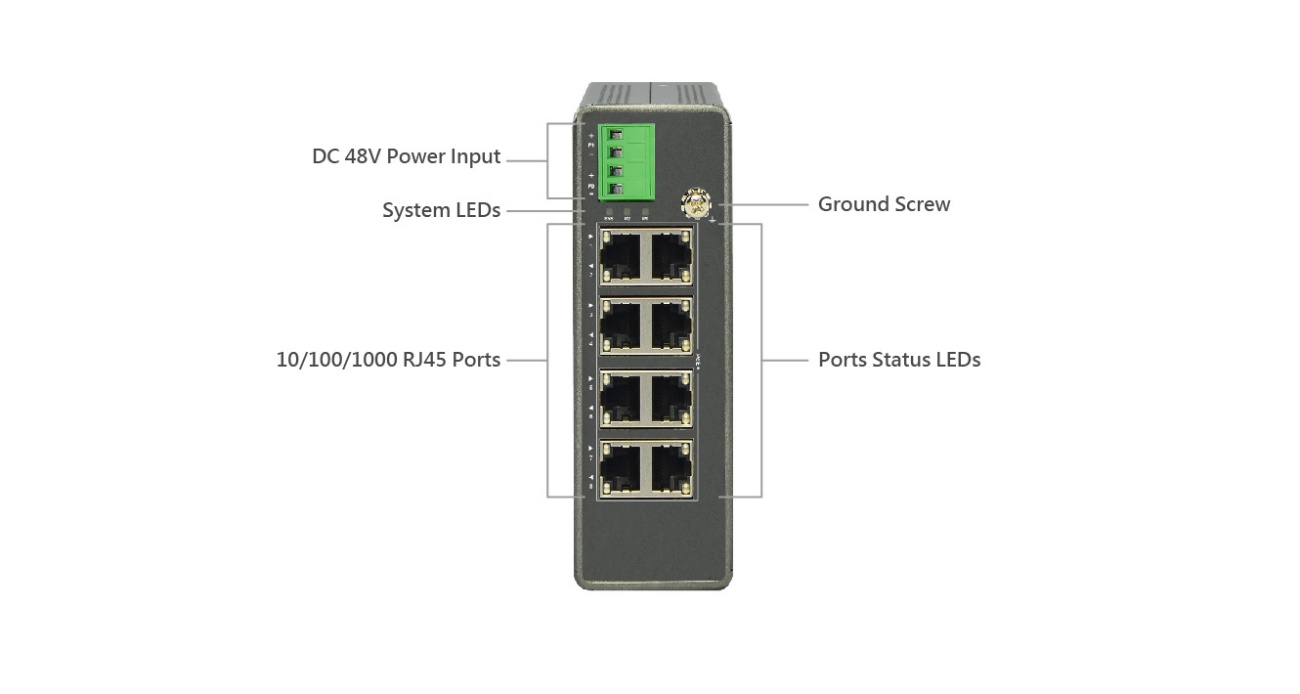 DC 48V Power Input
System LEDs
Ground Screw
10/100/1000 RJ45 Ports
Ports Status LEDs